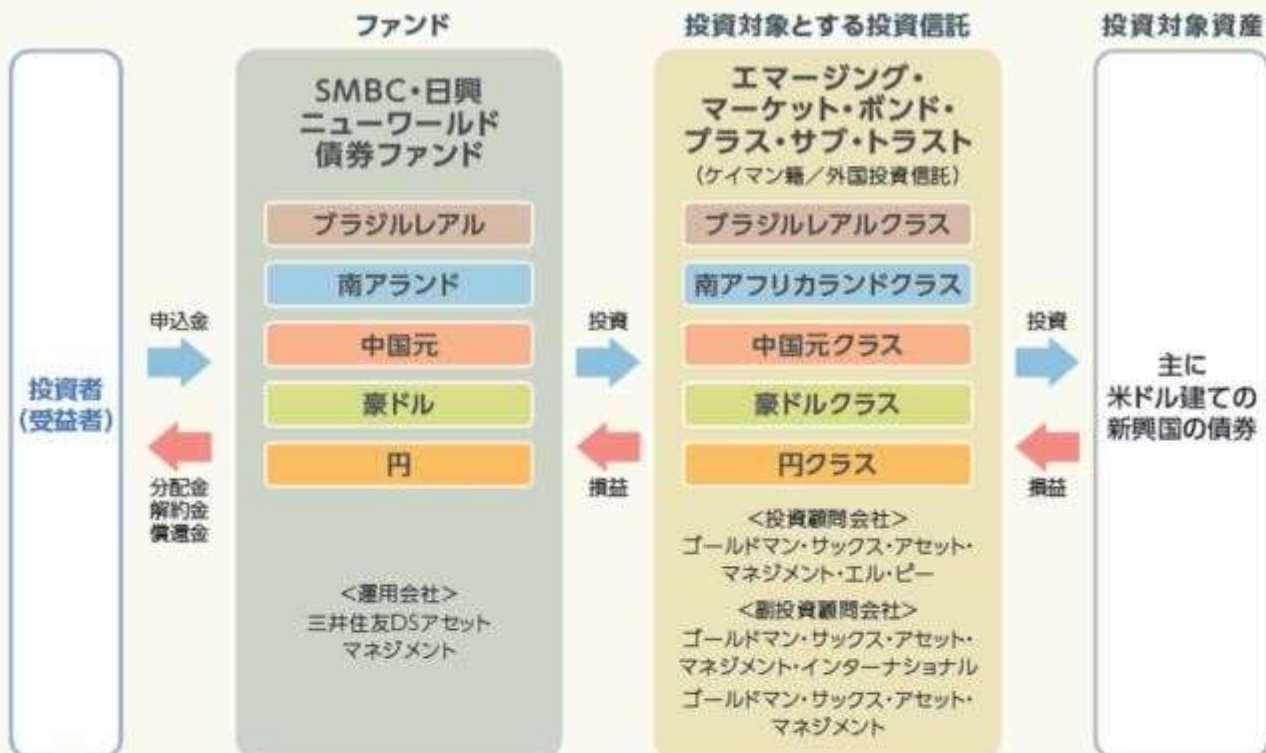 ファンド
投資対象とする投資信託
投資対象資産
投資者
(受益者)
申込金
分配金
解約金
償還金
SMBC・日興
ニューワールド
債券ファンド
ブラジルレアル
南アランド
中国元
豪ドル
円
<運用会社>
三井住友DSアセット
マネジメント
投資
損益
エマージング・
マーケット・ボンド・
プラス・サブ・トラスト
(ケイマン籍/外国投資信託)
ブラジルレアルクラス
南アフリカランドクラス
中国元クラス
豪ドルクラス
円クラス
<投資顧問会社>
ゴールドマン・サックス・アセット・
マネジメント・エル・ピー
<副投資顧問会社>
ゴールドマン・サックス・アセット・
マネジメント・インターナショナル
ゴールドマン・サックス・アセット・
マネジメント
投資
損益
主に
米ドル建ての
新興国の債券